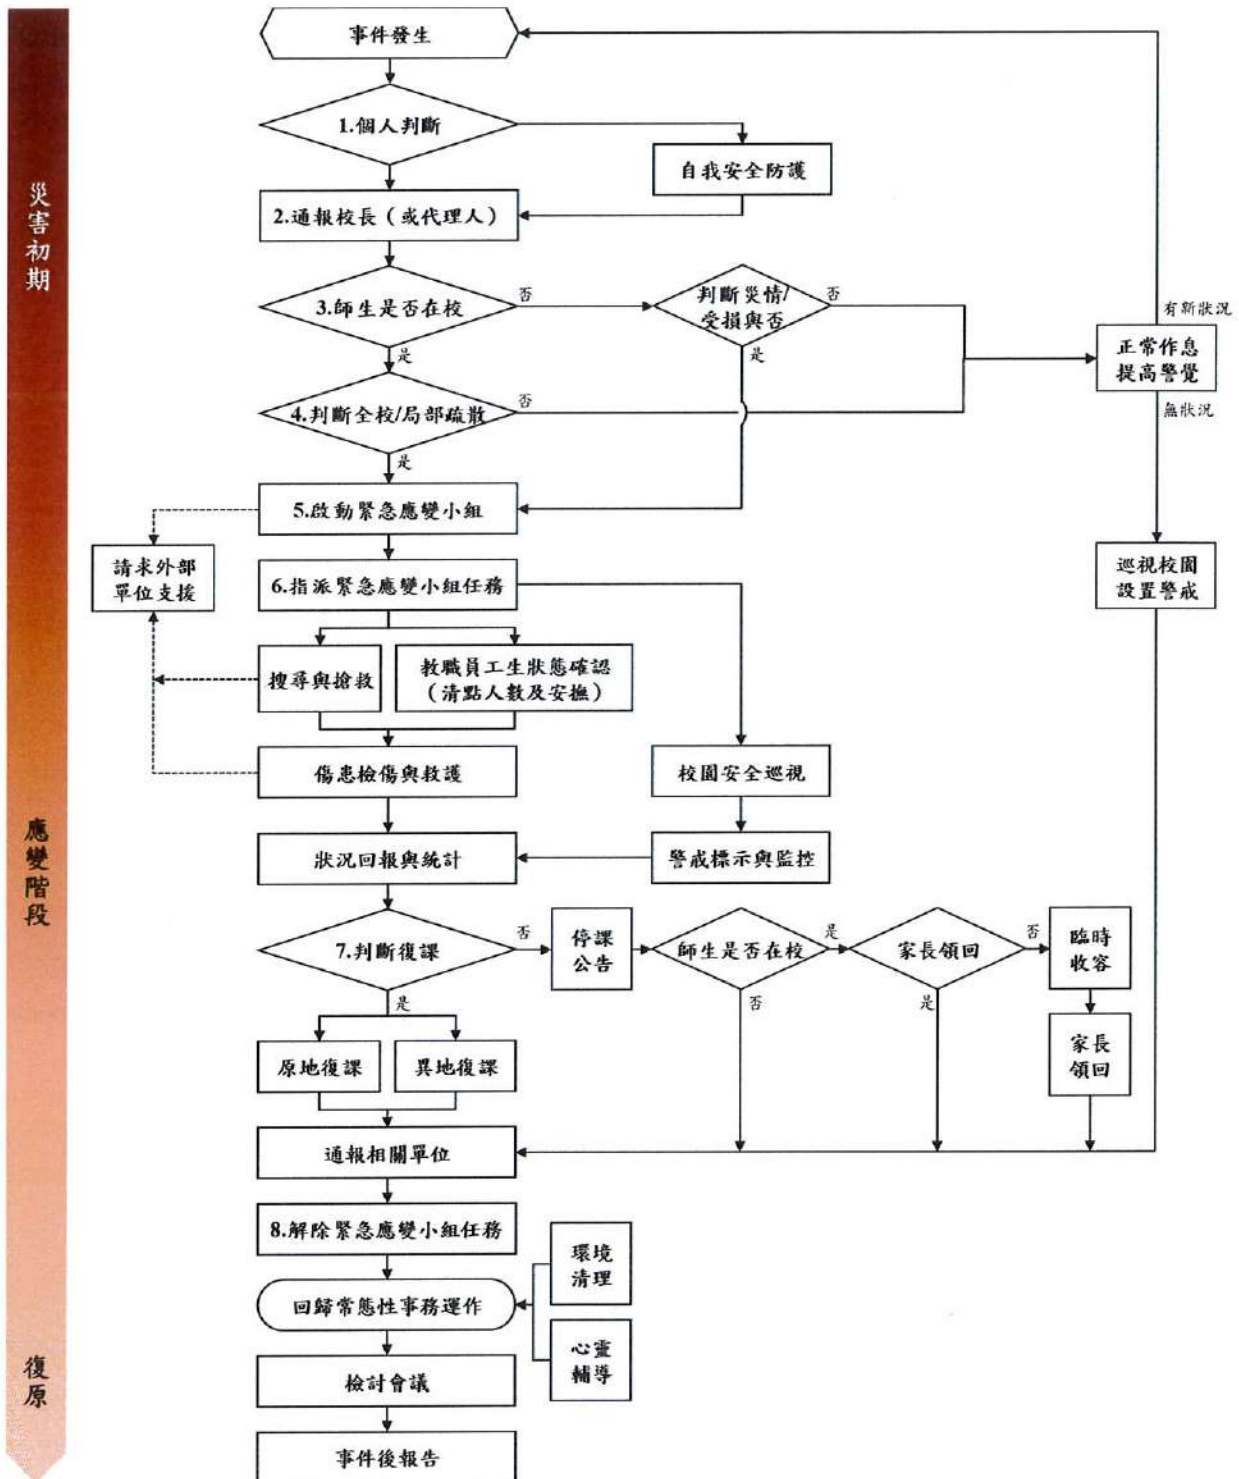 災害初期
應變階段
復原
事件發生
1.個人判斷
自我安全防護
2.通報校長（或代理人）
3.師生是否在校
否
是
判斷災情/
受損與否
否
是
有新狀況
正常作息
提高警覺
無狀況
4.判斷全校/局部疏散
否
是
5.啟動緊急應變小組
請求外部
單位支援
6.指派緊急應變小組任務
巡視校園
設置警戒
搜尋與搶救
教職員工生狀態確認
（清點人數及安撫）
傷患檢傷與救護
校園安全巡視
狀況回報與統計
警戒標示與監控
7.判斷復課
否
是
停課
公告
師生是否在校
是
否
家長領回
否
是
臨時
收容
家長
領回
原地復課
異地復課
通報相關單位
8.解除緊急應變小組任務
環境
清理
回歸常態性事務運作
心靈
輔導
檢討會議
事件後報告